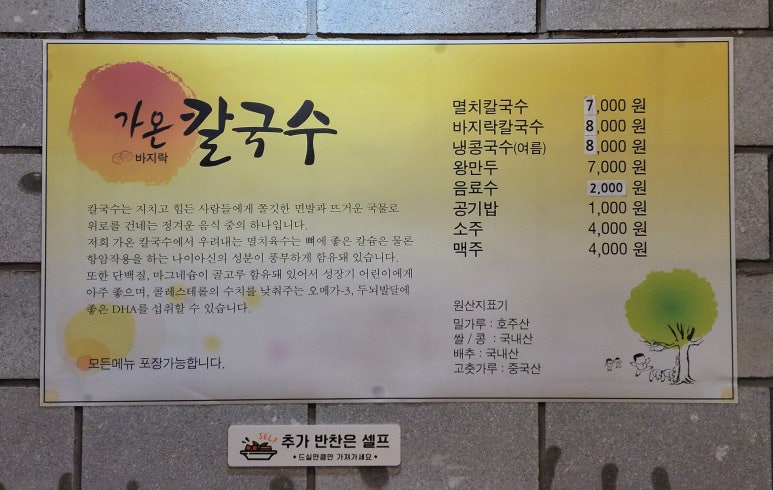 가온 칼국수
바지락
칼국수는 지치고 힘든 사람들에게 쫄깃한 면발과 뜨거운 국물로
위로를 건네는 정겨운 음식 중의 하나입니다.
저희 가온 칼국수에서 우려내는 멸치육수는 뼈에 좋은 칼슘은 물론
항암작용을 하는 나이아신의 성분이 풍부하게 함유돼 있습니다.
또한 단백질, 마그네슘이 골고루 함유돼 있어서 성장기 어린이에게
아주 좋으며, 콜레스테롤의 수치를 낮춰주는 오메가-3, 두뇌발달에
좋은 DHA를 섭취할 수 있습니다.
모든메뉴 포장가능합니다.
멸치칼국수 7,000 원
바지락칼국수 8,000 원
냉콩국수(여름) 8,000 원
왕만두 7,000 원
음료수 2,000 원
공기밥 1,000 원
소주 4,000 원
맥주 4,000 원
원산지표기
밀가루 : 호주산
쌀 / 콩 : 국내산
배추 : 국내산
고춧가루 : 중국산
SELF
추가 반찬은 셀프
• 드실만큼만 가져가세요 •